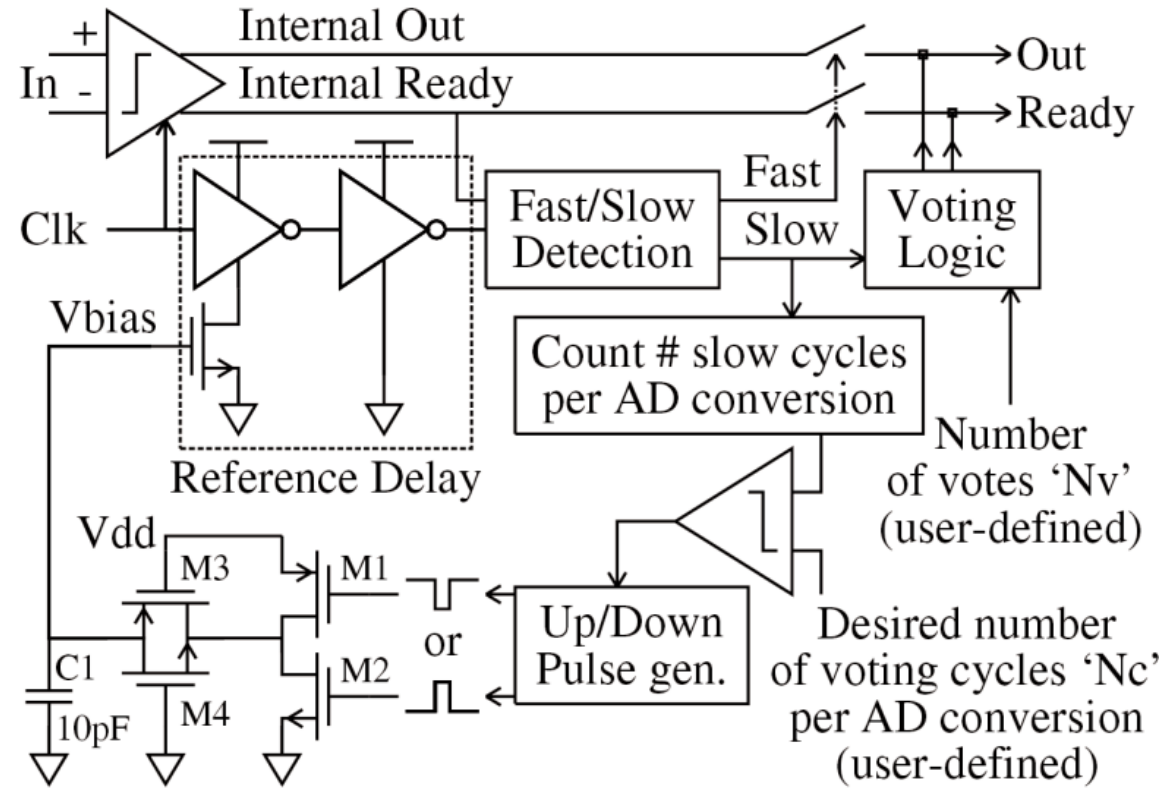 +
In
-
Internal Out
Internal Ready
Out
Ready
Clk
Fast/Slow
Detection
Fast
Slow
Voting
Logic
Vbias
Reference Delay
Count # slow cycles
per AD conversion
Number
of votes ‘Nv’
(user-defined)
Vdd
M3
M1
C1
10pF
M4
M2
or
Up/Down
Pulse gen.
Desired number
of voting cycles ‘Nc’
per AD conversion
(user-defined)